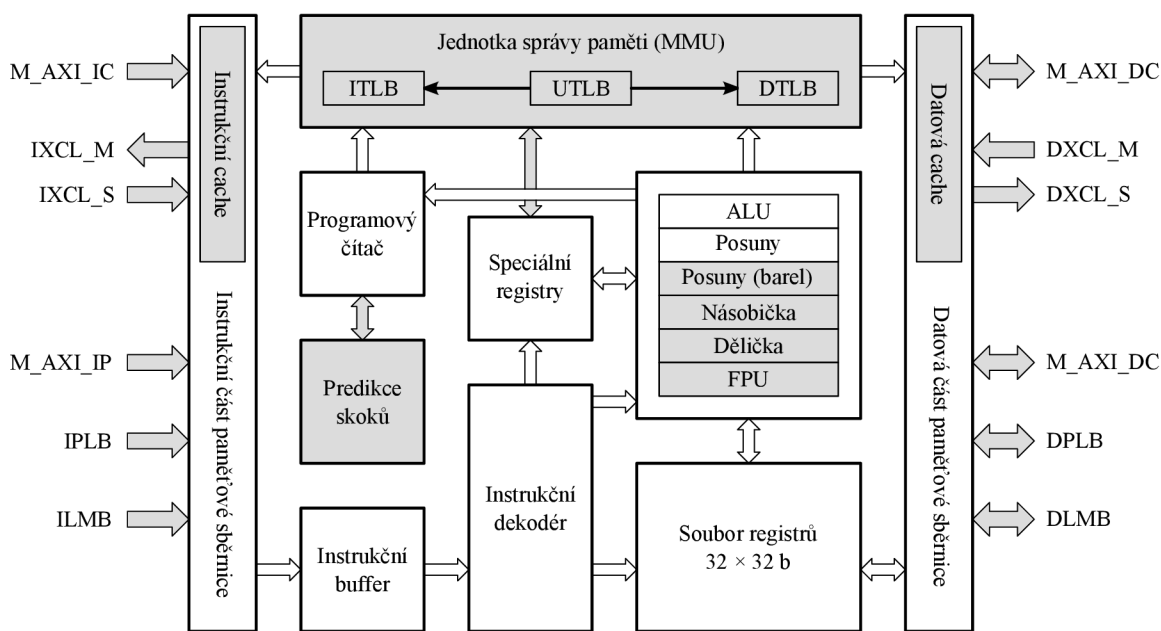 Jednotka správy paměti (MMU)
ITLB
UTLB
DTLB
M_AXI_IC
IXCL_M
IXCL_S
M_AXI_IP
IPLB
ILMB
Instrukční cache
Instrukční část paměťové sběrnice
Programový
čítač
Predikce
skoků
Instrukční
buffer
Speciální
registry
Instrukční
dekodér
ALU
Posuny
Posuny (barel)
Násobička
Dělička
FPU
Soubor registrů
32 × 32 b
Datová cache
Datová část paměťové sběrnice
M_AXI_DC
DXCL_M
DXCL_S
M_AXI_DC
DPLB
DLMB